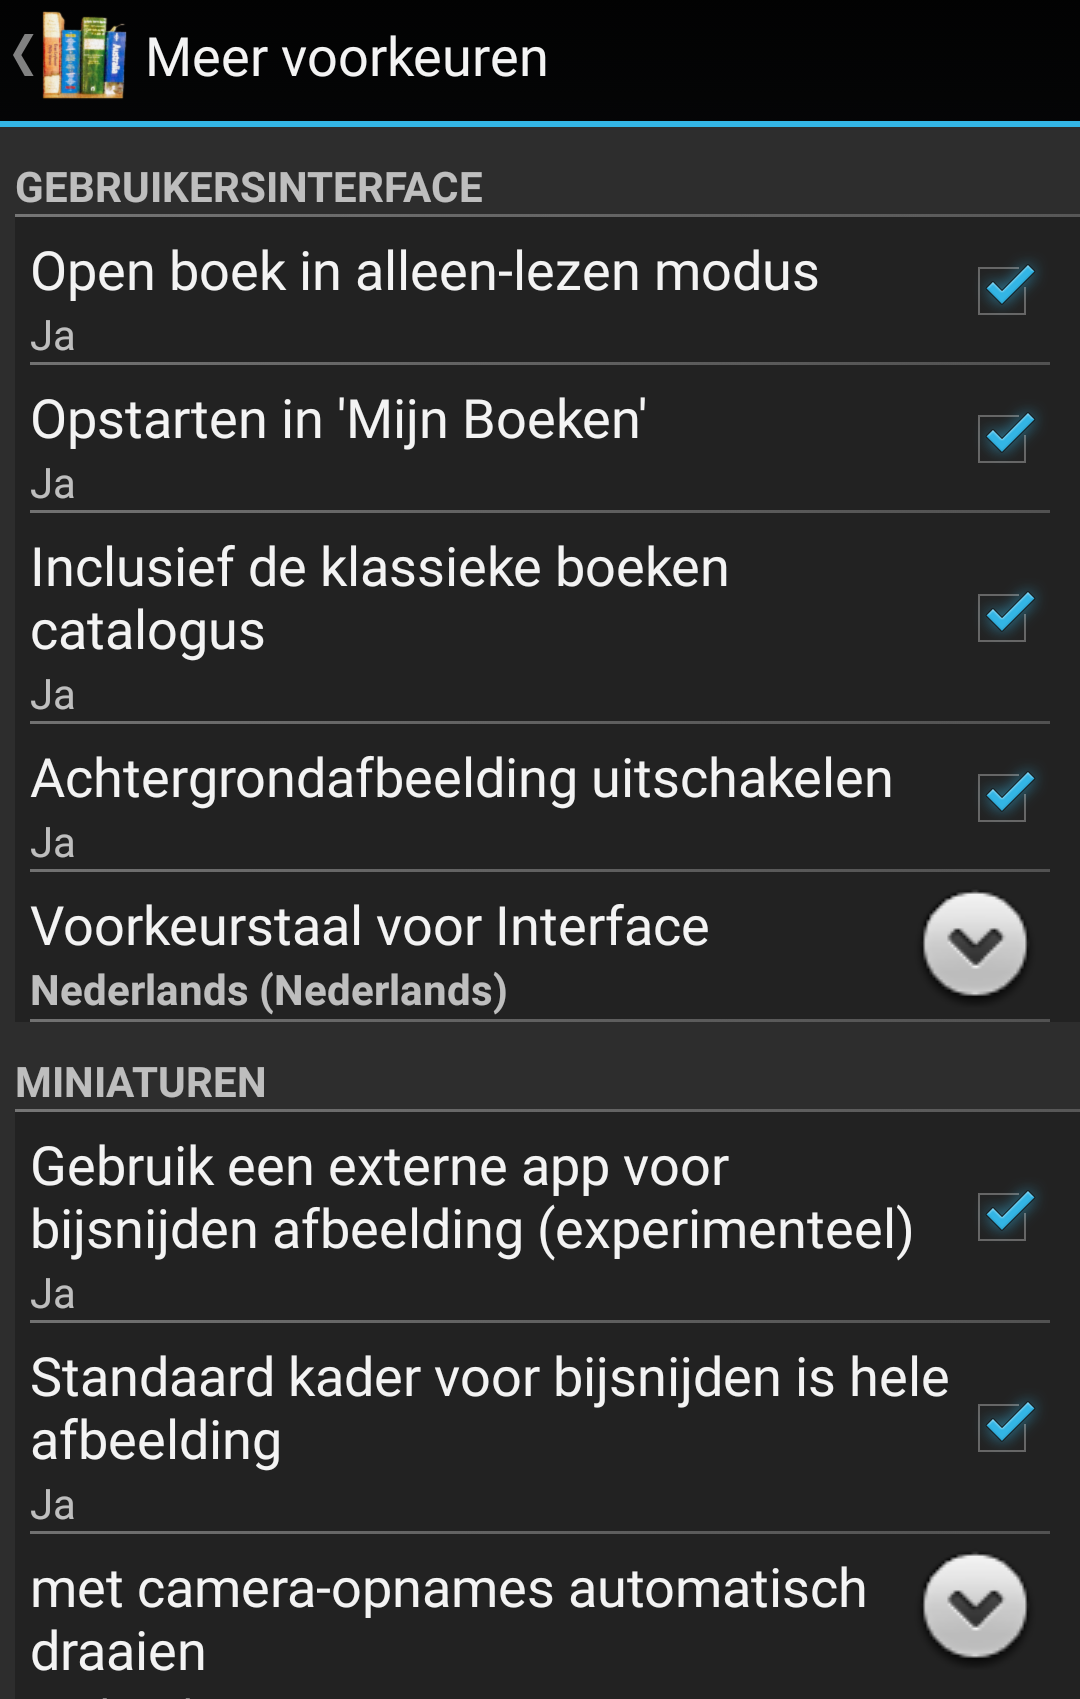 Meer voorkeuren
GEBRUIKERSINTERFACE
Open boek in alleen-lezen modus
Ja
Opstarten in 'Mijn Boeken'
Ja
Inclusief de klassieke boeken
catalogus
Ja
Achtergrondafbeelding uitschakelen
Ja
Voorkeurstaal voor Interface
Nederlands (Nederlands)
MINIATUREN
Gebruik een externe app voor
bijsnijden afbeelding (experimenteel)
Ja
Standaard kader voor bijsnijden is hele
afbeelding
Ja
met camera-opnames automatisch
draaien